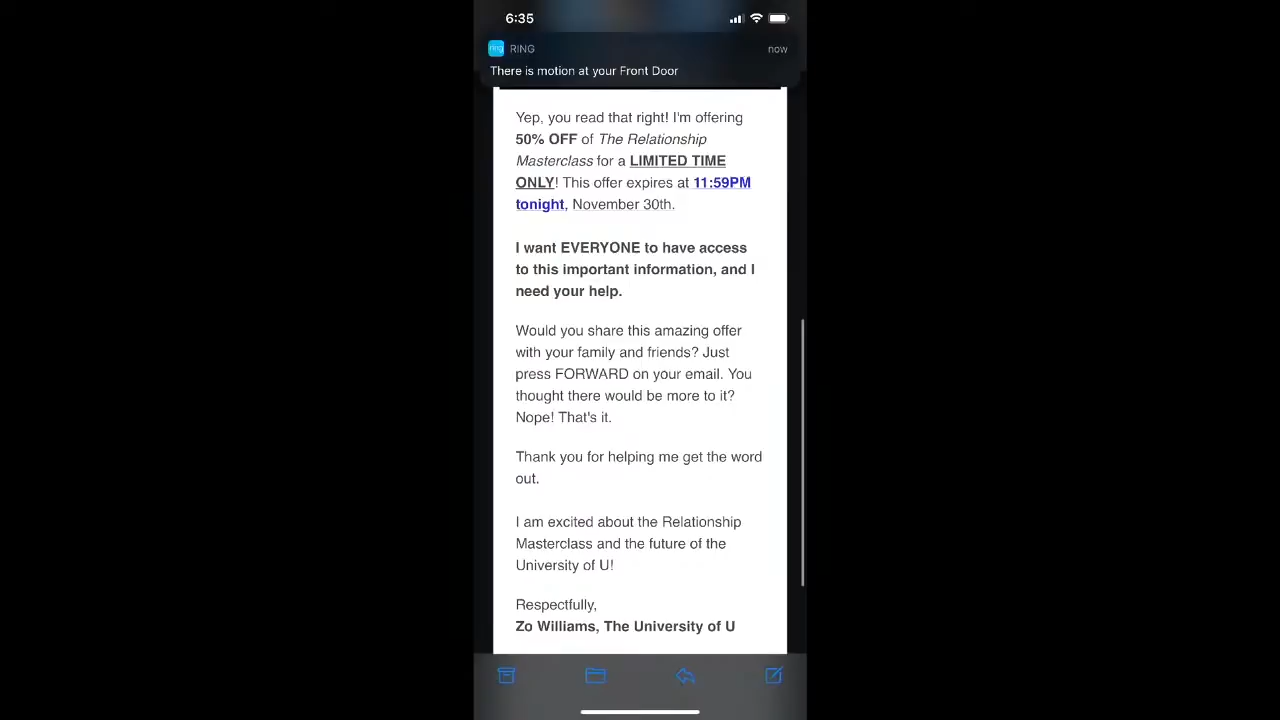 6:35
ring RING now
There is motion at your Front Door
Yep, you read that right! I'm offering
50% OFF of The Relationship
Masterclass for a LIMITED TIME
ONLY! This offer expires at 11:59PM
tonight, November 30th.
I want EVERYONE to have access
to this important information, and I
need your help.
Would you share this amazing offer
with your family and friends? Just
press FORWARD on your email. You
thought there would be more to it?
Nope! That's it.
Thank you for helping me get the word
out.
I am excited about the Relationship
Masterclass and the future of the
University of U!
Respectfully,
Zo Williams, The University of U